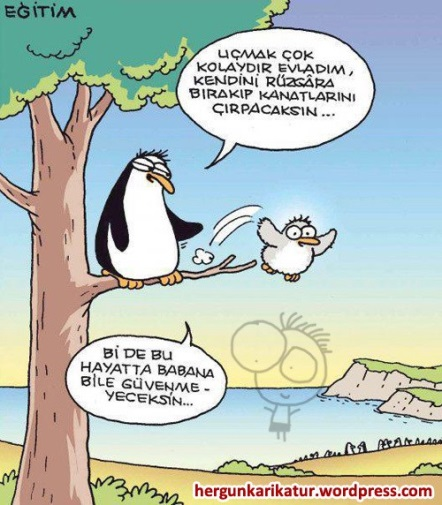 EĞİTİM
UÇMAK ÇOK
KOLAYDIR EVLADIM,
KENDİNİ RÜZGÂRA
BIRAKIP KANATLARINI
ÇIRPACAKSIN...
Bİ DE BU
HAYATTA BABANA
BİLE GÜVENME-
YECEKSİN...
hergunkarikatur.wordpress.com